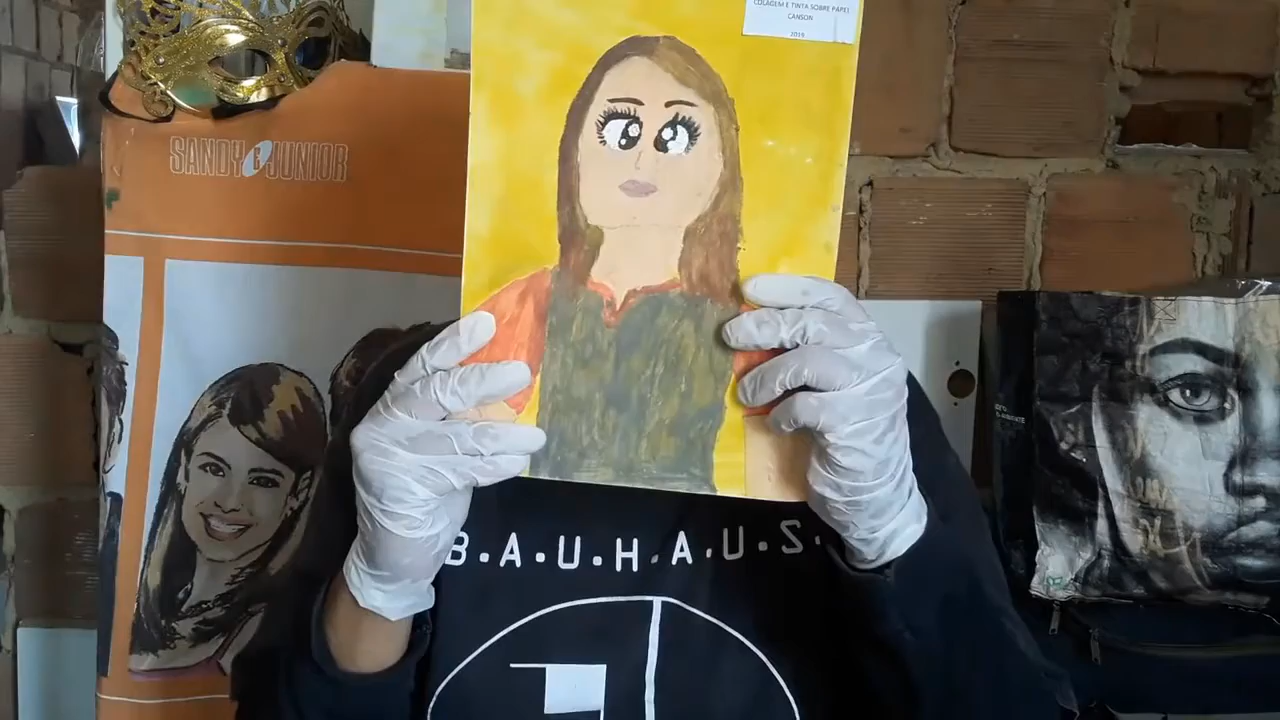 COLAGEM E TINTA SOBRE PAPEL
CANSON
2019
SANDY E JUNIOR
B.A.U.H.A.U.S.